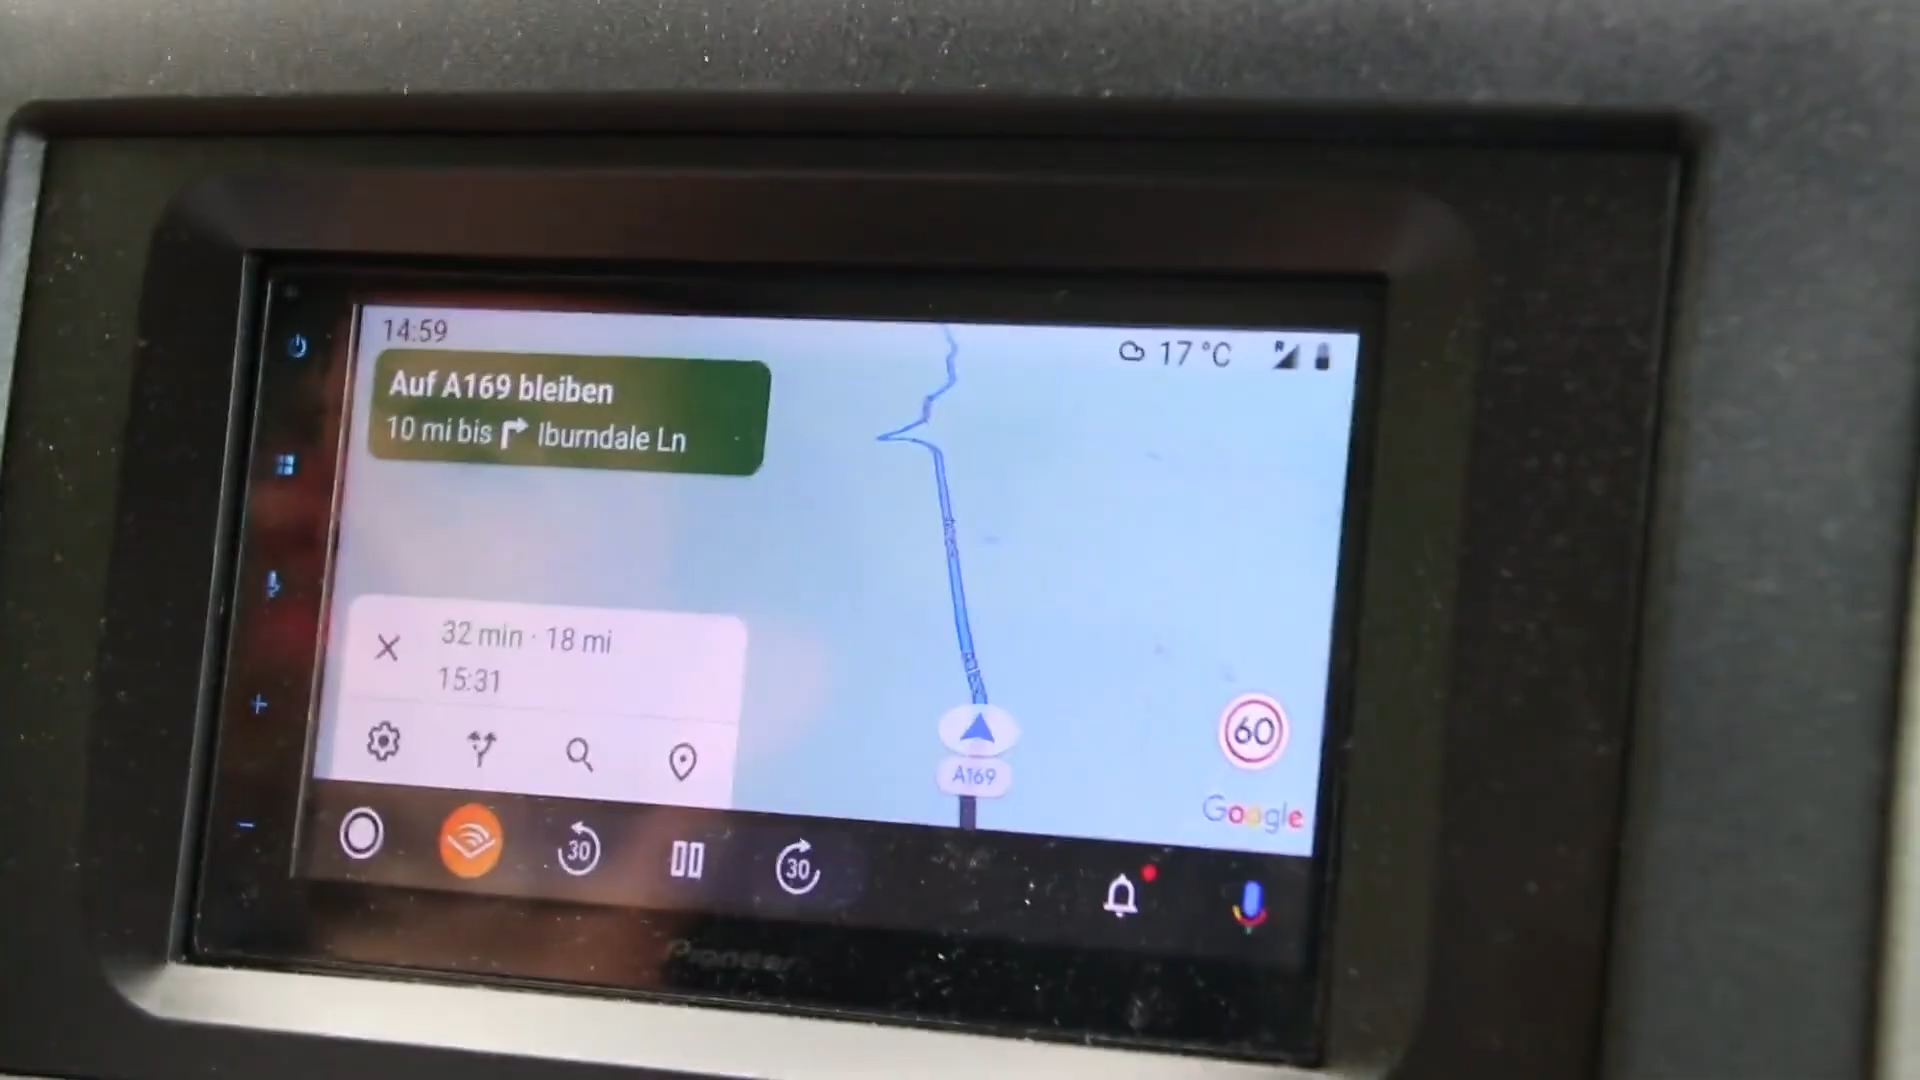 14:59
17 °C
R
Auf A169 bleiben
10 mi bis Iburndale Ln
32 min · 18 mi
15:31
60
A169
Google
30
30
Pioneer